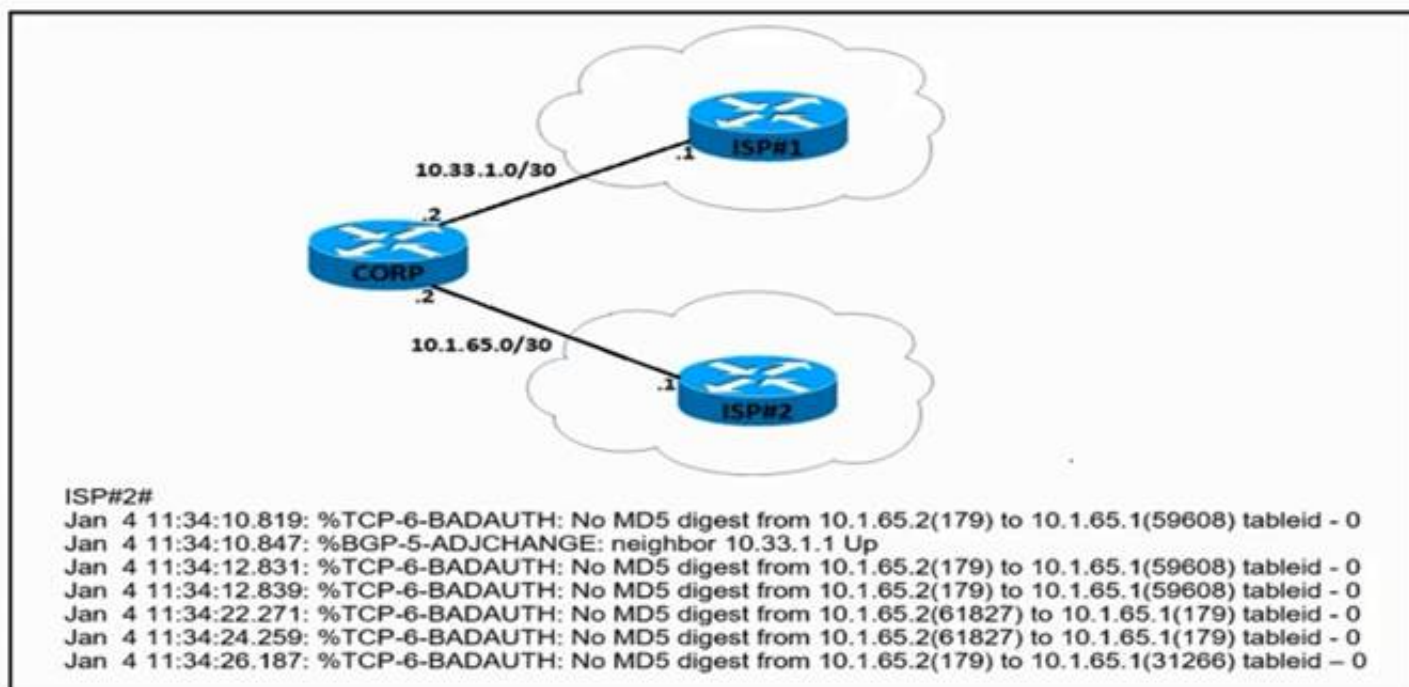 ISP#1
.1
10.33.1.0/30
.2
CORP
.2
10.1.65.0/30
.1
ISP#2
ISP#2#
Jan 4 11:34:10.819: %TCP-6-BADAUTH: No MD5 digest from 10.1.65.2(179) to 10.1.65.1(59608) tableid - 0
Jan 4 11:34:10.847: %BGP-5-ADJCHANGE: neighbor 10.33.1.1 Up
Jan 4 11:34:12.831: %TCP-6-BADAUTH: No MD5 digest from 10.1.65.2(179) to 10.1.65.1(59608) tableid - 0
Jan 4 11:34:12.839: %TCP-6-BADAUTH: No MD5 digest from 10.1.65.2(179) to 10.1.65.1(59608) tableid - 0
Jan 4 11:34:22.271: %TCP-6-BADAUTH: No MD5 digest from 10.1.65.2(61827) to 10.1.65.1(179) tableid - 0
Jan 4 11:34:24.259: %TCP-6-BADAUTH: No MD5 digest from 10.1.65.2(61827) to 10.1.65.1(179) tableid - 0
Jan 4 11:34:26.187: %TCP-6-BADAUTH: No MD5 digest from 10.1.65.2(179) to 10.1.65.1(31266) tableid – 0